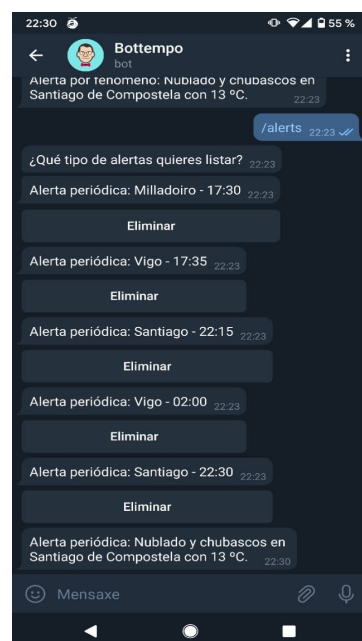 22:30 55 %
Bottempo
bot
Alerta por fenómeno: Nublado y chubascos en
Santiago de Compostela con 13 ºC. 22:23
/alerts 22:23
¿Qué tipo de alertas quieres listar? 22:23
Alerta periódica: Milladoiro - 17:30 22:23
Eliminar
Alerta periódica: Vigo - 17:35 22:23
Eliminar
Alerta periódica: Santiago - 22:15 22:23
Eliminar
Alerta periódica: Vigo - 02:00 22:23
Eliminar
Alerta periódica: Santiago - 22:30 22:23
Eliminar
Alerta periódica: Nublado y chubascos en
Santiago de Compostela con 13 ºC. 22:30
Mensaxe